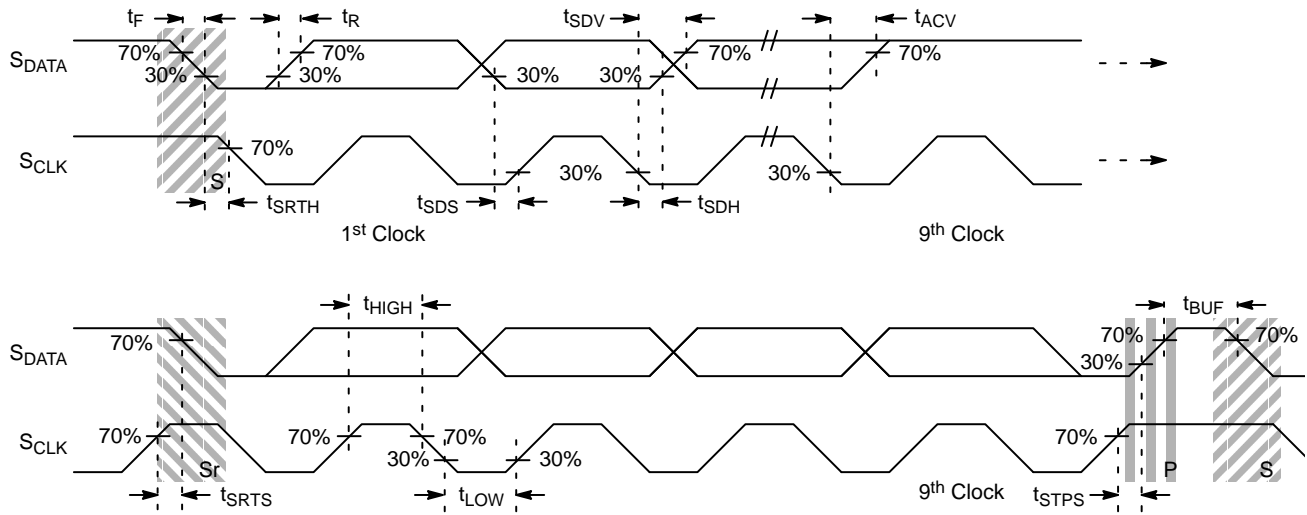 tF tR tSDV tACV
SDATA 70% 30% 70% 30% 30% 30% 70% 70%
SCLK 70% 30% 30% 30%
S
tSRTH tSDS tSDH
1st Clock 9th Clock
tHIGH tBUF
SDATA 70% 70% 30% 70%
SCLK 70% 70% 70% 30% 30% 70%
Sr P S
tSRTS tLOW 9th Clock tSTPS